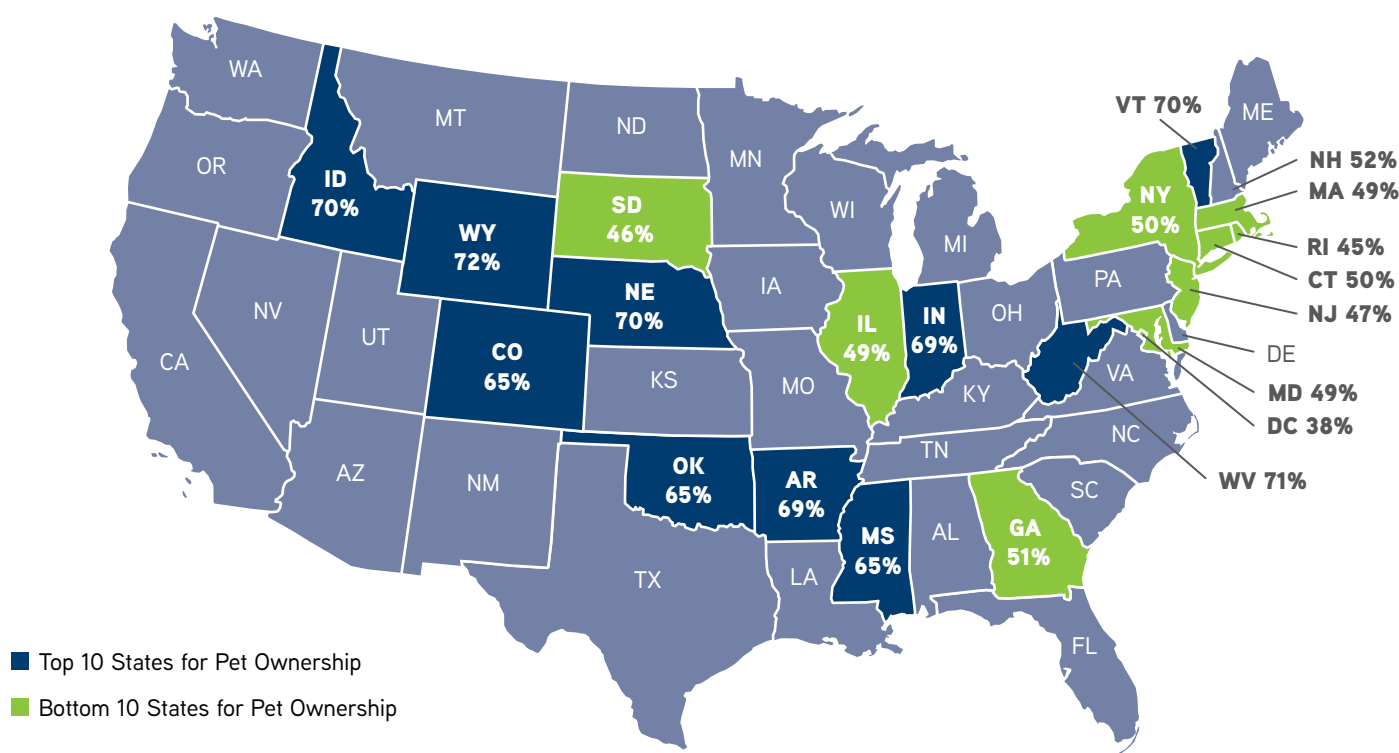 WA
MT
ND
MN
OR
ID
70%
WY
72%
SD
46%
WI
MI
NY
50%
VT 70%
ME
NH 52%
MA 49%
RI 45%
CT 50%
NJ 47%
DE
MD 49%
DC 38%
WV 71%
CA
NV
UT
CO
65%
NE
70%
IA
IL
49%
IN
69%
OH
PA
KS
MO
KY
VA
AZ
NM
OK
65%
AR
69%
TN
NC
SC
TX
LA
MS
65%
AL
GA
51%
FL
Top 10 States for Pet Ownership
Bottom 10 States for Pet Ownership